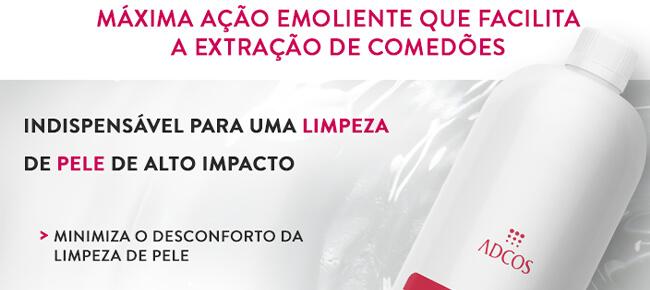 MÁXIMA AÇÃO EMOLIENTE QUE FACILITA
A EXTRAÇÃO DE COMEDÕES
INDISPENSÁVEL PARA UMA LIMPEZA
DE PELE DE ALTO IMPACTO
> MINIMIZA O DESCONFORTO DA
LIMPEZA DE PELE
ADCOS